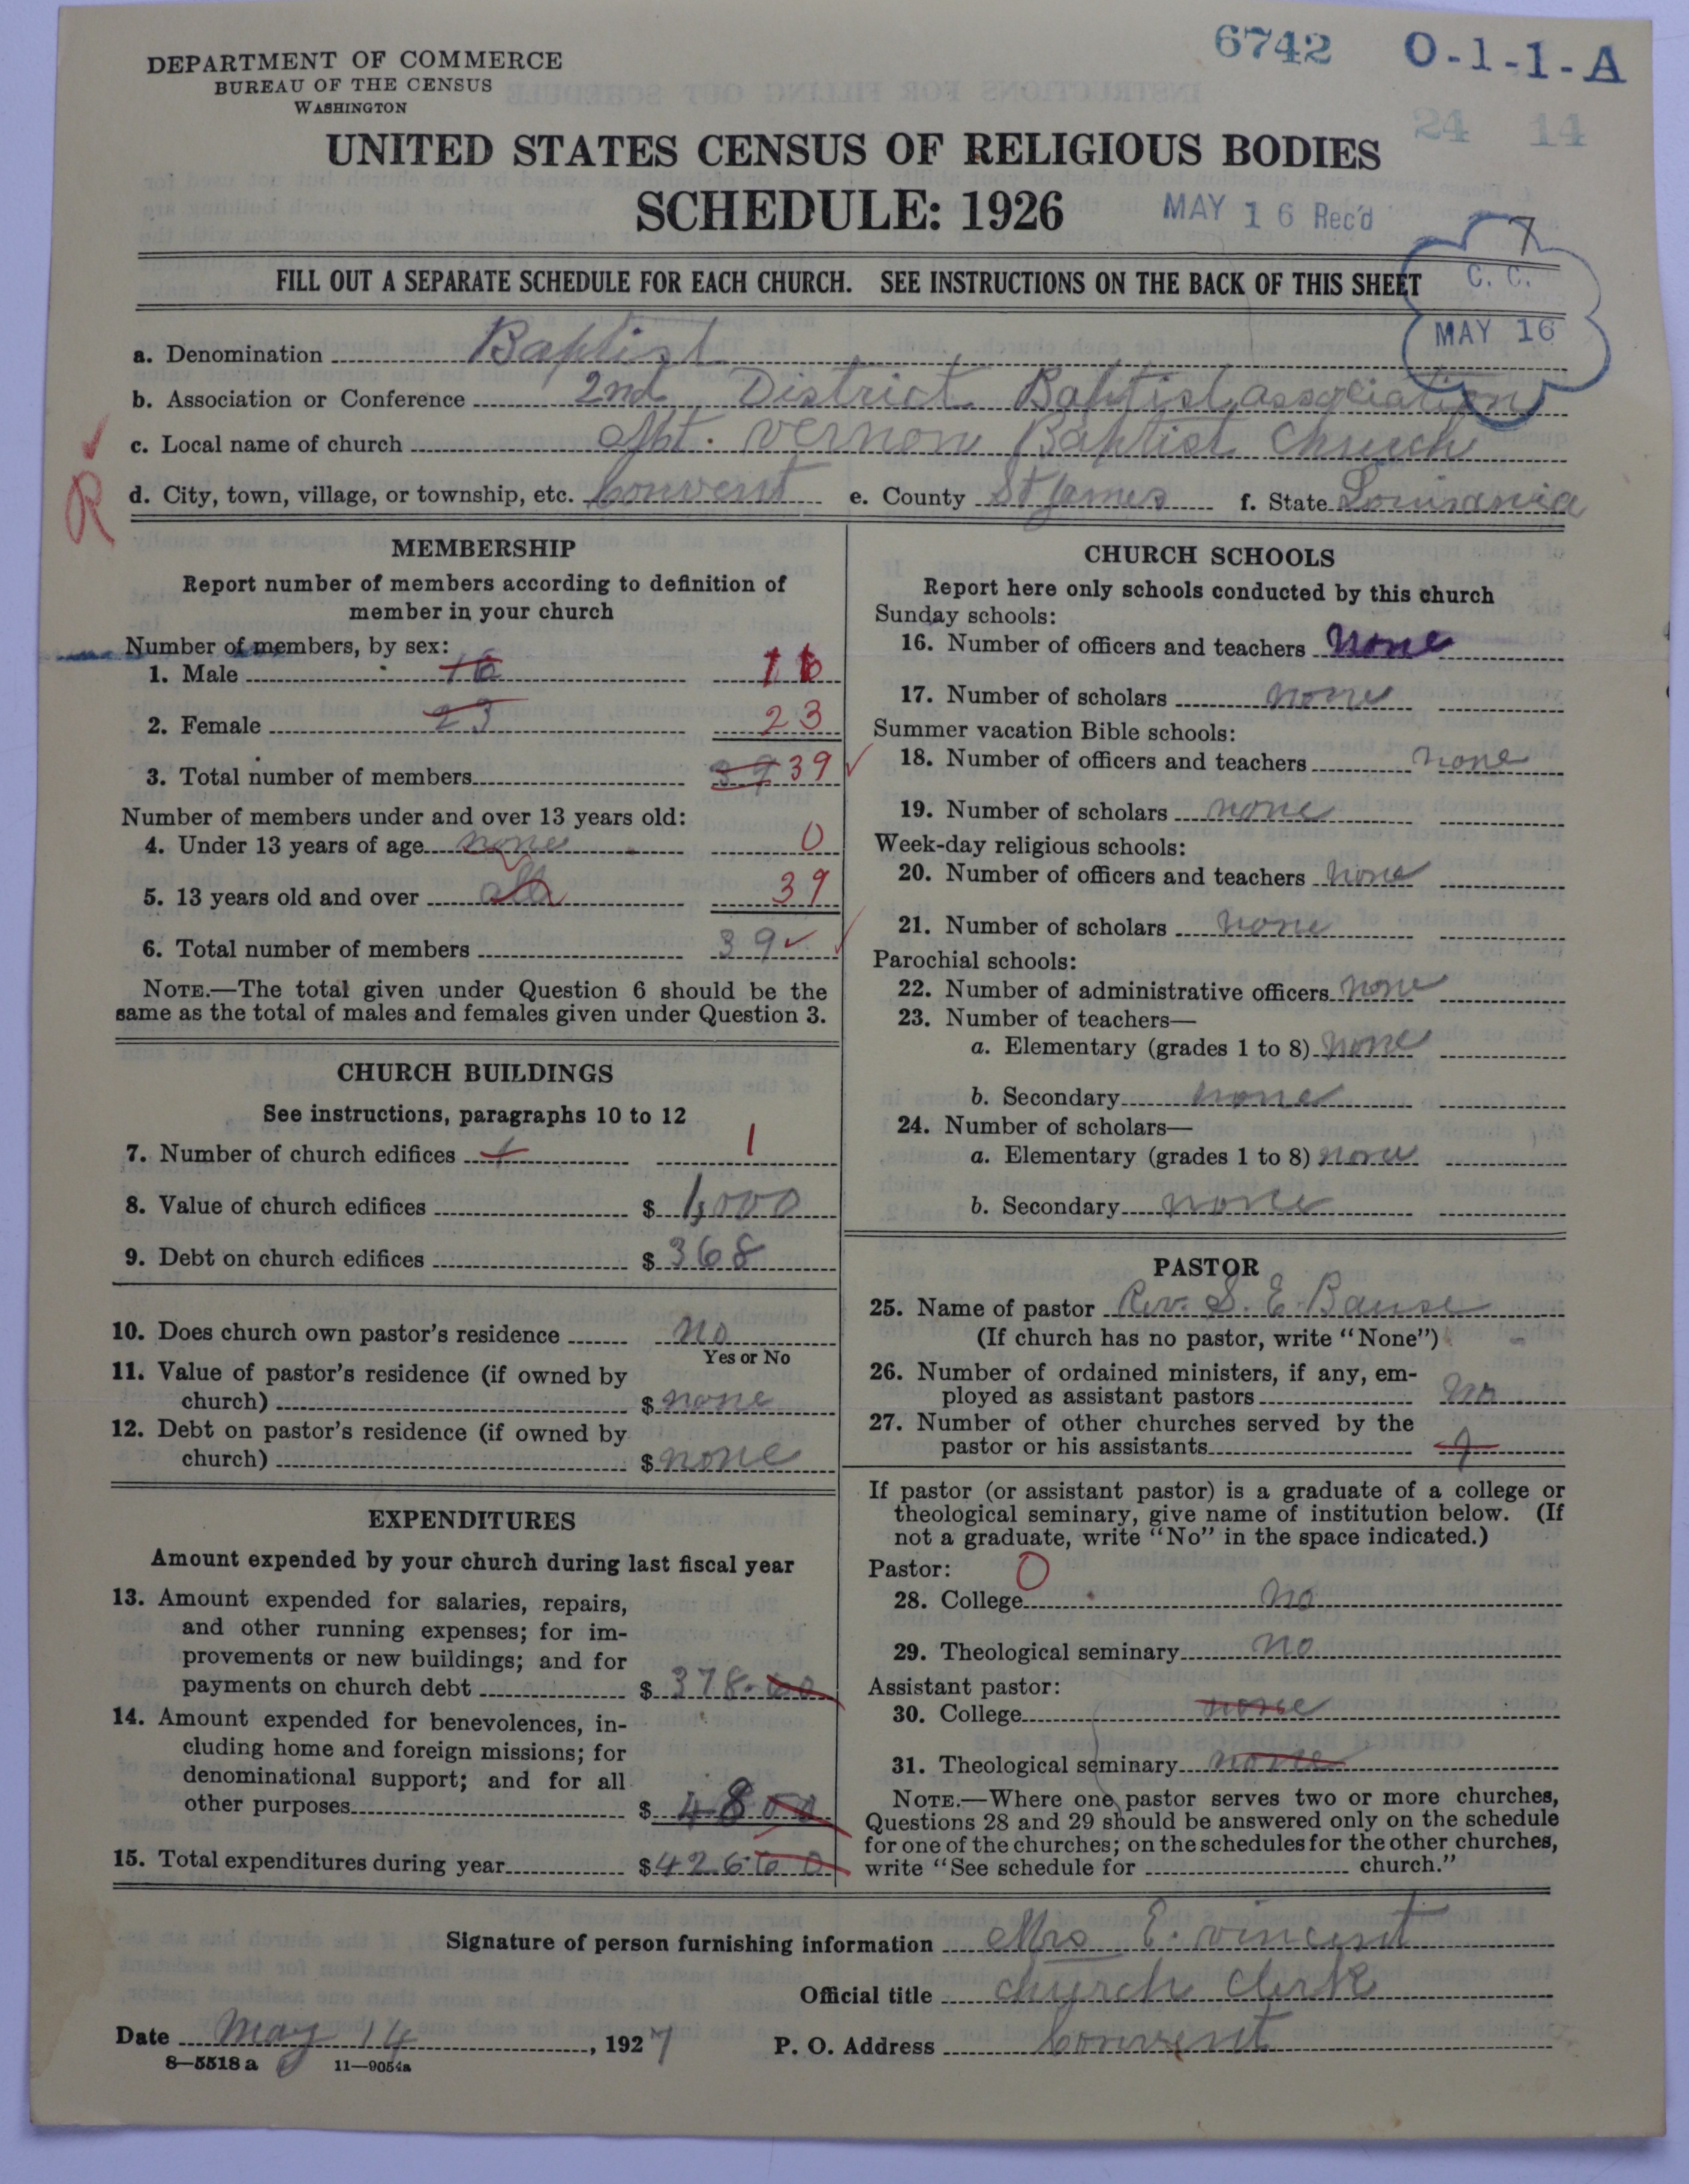 6742 O-1-1-A
DEPARTMENT OF COMMERCE
BUREAU OF THE CENSUS
WASHINGTON
24 14
UNITED STATES CENSUS OF RELIGIOUS BODIES
SCHEDULE: 1926
MAY 16 Rec'd
7
C. C.
MAY 16
FILL OUT A SEPARATE SCHEDULE FOR EACH CHURCH. SEE INSTRUCTIONS ON THE BACK OF THIS SHEET
a. Denomination Baptist
b. Association or Conference 2nd District Baptist association
c. Local name of church Mt. Vernon Baptist Church
R
d. City, town, village, or township, etc. Convent e. County St James f. State Louisania
MEMBERSHIP
Report number of members according to definition of
member in your church
Number of members, by sex:
1. Male 16 16
2. Female 23 23
3. Total number of members 39 39
Number of members under and over 13 years old:
4. Under 13 years of age none 0
5. 13 years old and over all 39
6. Total number of members 39
NOTE.—The total given under Question 6 should be the
same as the total of males and females given under Question 3.
CHURCH BUILDINGS
See instructions, paragraphs 10 to 12
7. Number of church edifices 1 1
8. Value of church edifices $ 1,000
9. Debt on church edifices $ 368
10. Does church own pastor's residence no
Yes or No
11. Value of pastor's residence (if owned by
church) $ none
12. Debt on pastor's residence (if owned by
church) $ none
EXPENDITURES
Amount expended by your church during last fiscal year
13. Amount expended for salaries, repairs,
and other running expenses; for im-
provements or new buildings; and for
payments on church debt $ 378.00
14. Amount expended for benevolences, in-
cluding home and foreign missions; for
denominational support; and for all
other purposes $ 48 00
15. Total expenditures during year $ 426 00
CHURCH SCHOOLS
Report here only schools conducted by this church
Sunday schools:
16. Number of officers and teachers none
17. Number of scholars none
Summer vacation Bible schools:
18. Number of officers and teachers none
19. Number of scholars none
Week-day religious schools:
20. Number of officers and teachers none
21. Number of scholars none
Parochial schools:
22. Number of administrative officers none
23. Number of teachers—
a. Elementary (grades 1 to 8) none
b. Secondary none
24. Number of scholars—
a. Elementary (grades 1 to 8) none
b. Secondary none
PASTOR
25. Name of pastor Rev. S. E. Bause
(If church has no pastor, write "None")
26. Number of ordained ministers, if any, em-
ployed as assistant pastors no
27. Number of other churches served by the
pastor or his assistants
If pastor (or assistant pastor) is a graduate of a college or
theological seminary, give name of institution below. (If
not a graduate, write "No" in the space indicated.)
Pastor: 0
28. College no
29. Theological seminary no
Assistant pastor:
30. College none
31. Theological seminary none
NOTE.—Where one pastor serves two or more churches,
Questions 28 and 29 should be answered only on the schedule
for one of the churches; on the schedules for the other churches,
write "See schedule for church."
Signature of person furnishing information Mrs E. Vincent
Official title church clerk
Date May 14, 1927 P. O. Address Convent
8—5518 a 11—9054a